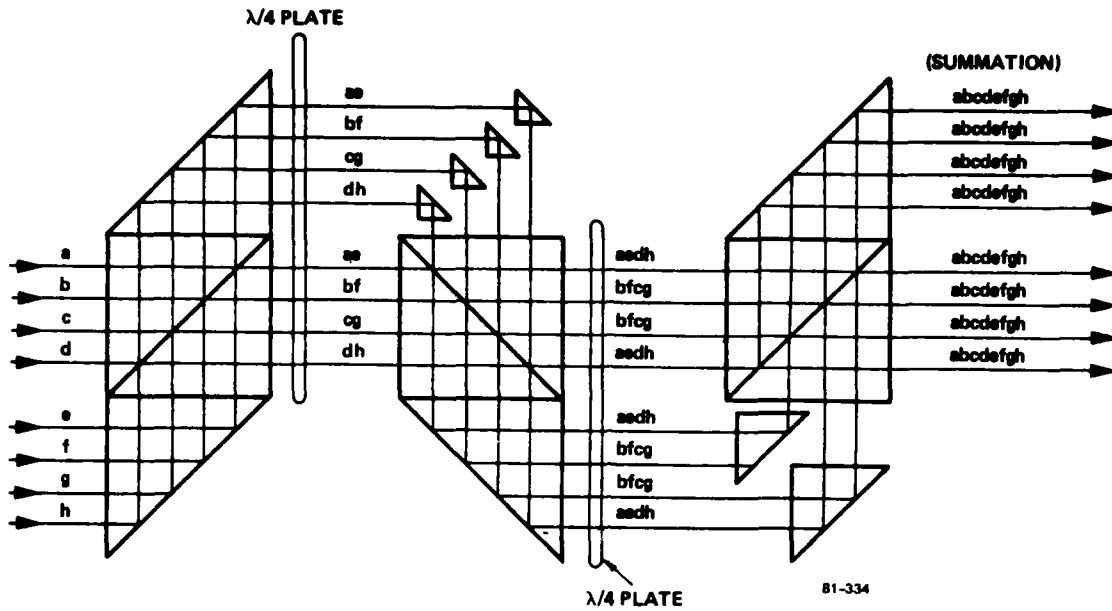 λ/4 PLATE
(SUMMATION)
ae
abcdefgh
bf
abcdefgh
cg
abcdefgh
dh
abcdefgh
a
ae
aedh
abcdefgh
b
bf
bfcg
abcdefgh
c
cg
bfcg
abcdefgh
d
dh
aedh
abcdefgh
e
aedh
f
bfcg
g
bfcg
h
aedh
81-334
λ/4 PLATE